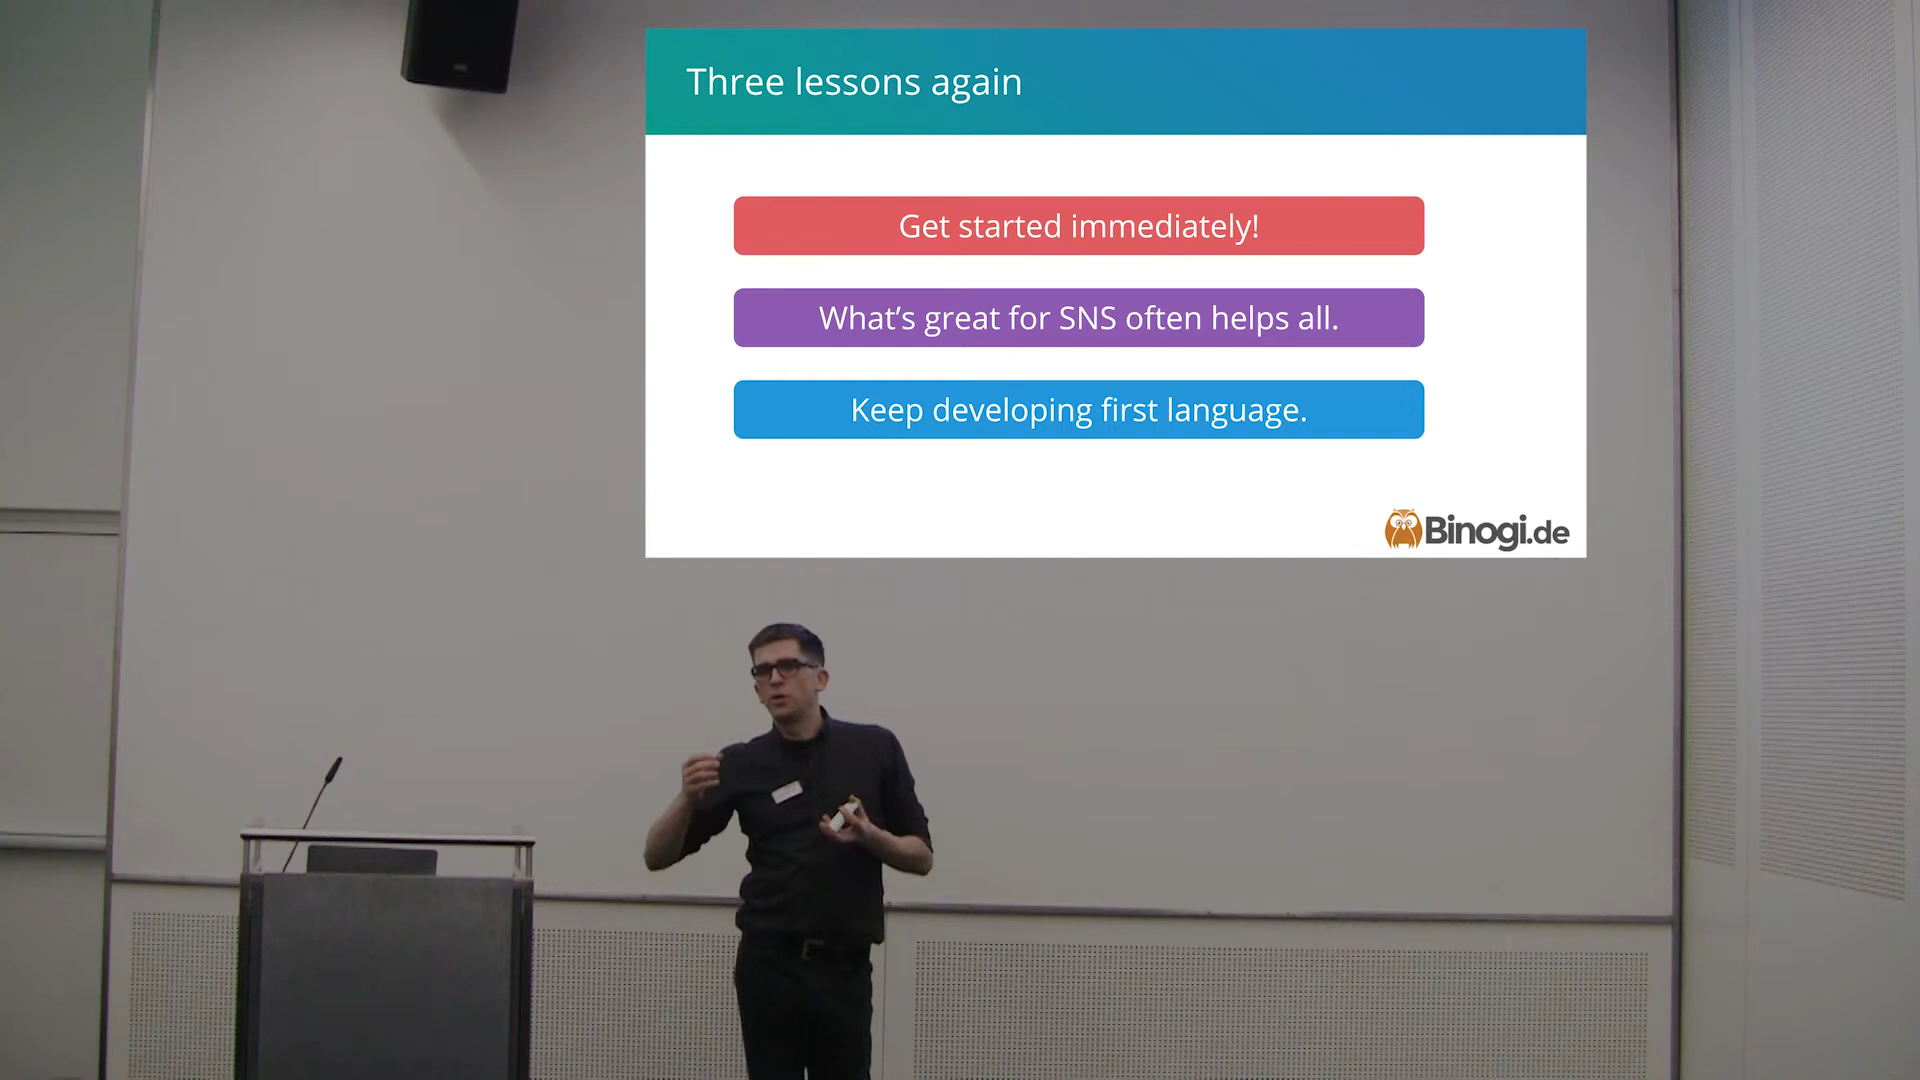 Three lessons again
Get started immediately!
What’s great for SNS often helps all.
Keep developing first language.
Binogi.de